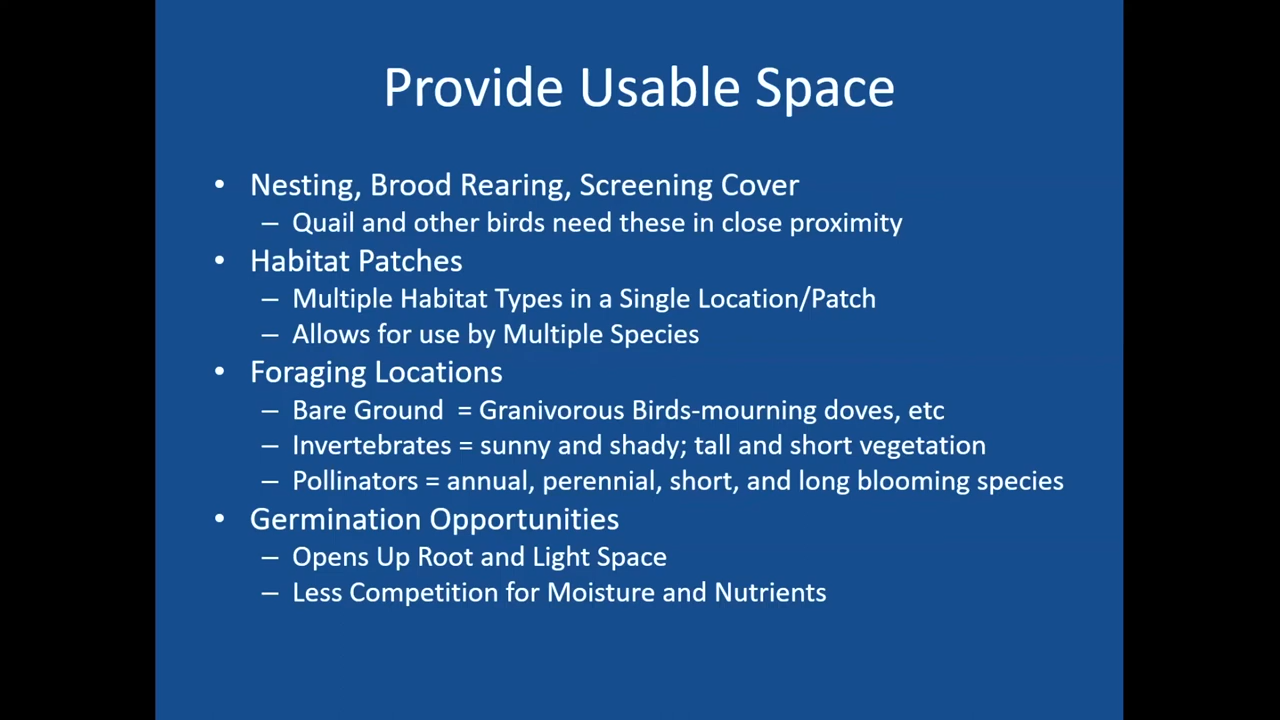 Provide Usable Space
• Nesting, Brood Rearing, Screening Cover
– Quail and other birds need these in close proximity
• Habitat Patches
– Multiple Habitat Types in a Single Location/Patch
– Allows for use by Multiple Species
• Foraging Locations
– Bare Ground  = Granivorous Birds-mourning doves, etc
– Invertebrates = sunny and shady; tall and short vegetation
– Pollinators = annual, perennial, short, and long blooming species
• Germination Opportunities
– Opens Up Root and Light Space
– Less Competition for Moisture and Nutrients